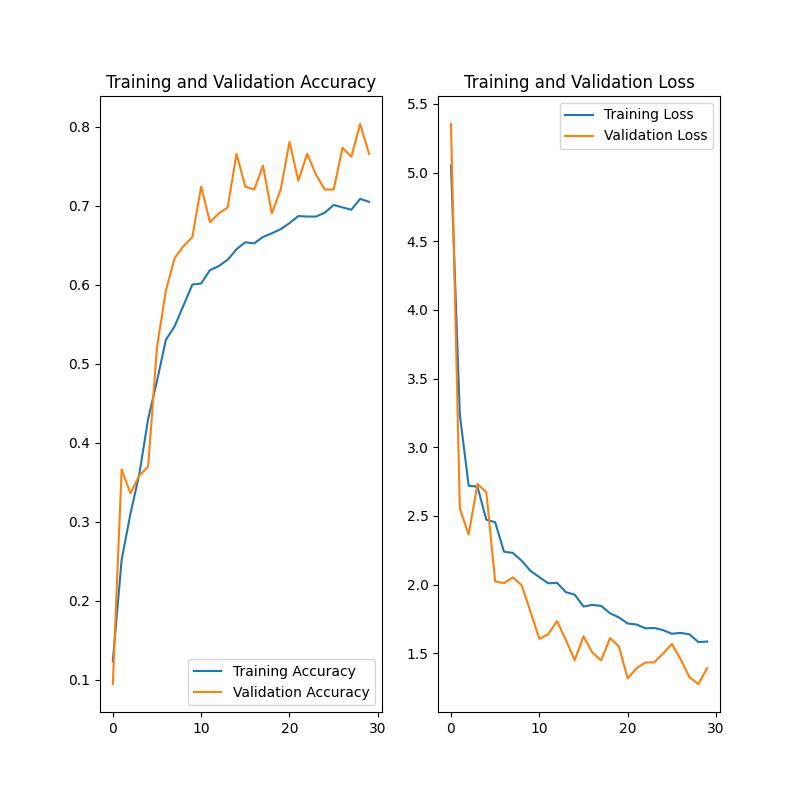 Training and Validation Accuracy
0.8
0.7
0.6
0.5
0.4
0.3
0.2
0.1
Training Accuracy
Validation Accuracy
0 10 20 30
Training and Validation Loss
5.5
5.0
4.5
4.0
3.5
3.0
2.5
2.0
1.5
Training Loss
Validation Loss
0 10 20 30